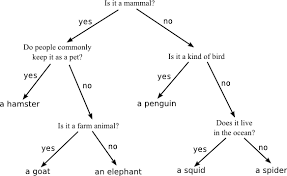 Is it a mammal?
yes
no
Do people commonly
keep it as a pet?
Is it a kind of bird
yes
no
yes
no
a hamster
a penguin
Is it a farm animal?
Does it live
in the ocean?
yes
no
yes
no
a goat
an elephant
a squid
a spider